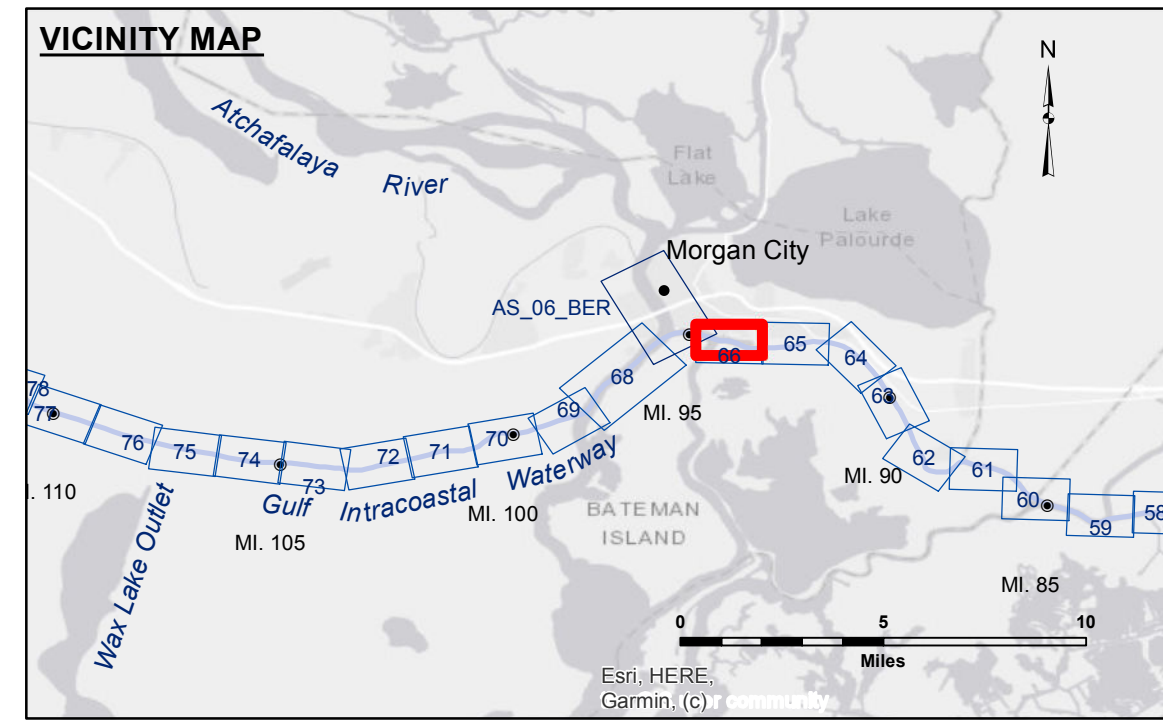 VICINITY MAP
N
Atchafalaya
River
Flat
Lake
Lake
Palourde
Morgan City
AS_06_BER
66
65
64
63
62
61
60
59
58
68
69
70
71
72
73
74
75
76
77
78
MI. 95
MI. 90
MI. 85
MI. 100
MI. 105
I. 110
Gulf Intracoastal Waterway
Wax Lake Outlet
BATEMAN
ISLAND
0 5 10
Miles
Esri, HERE,
Garmin, (c) r community